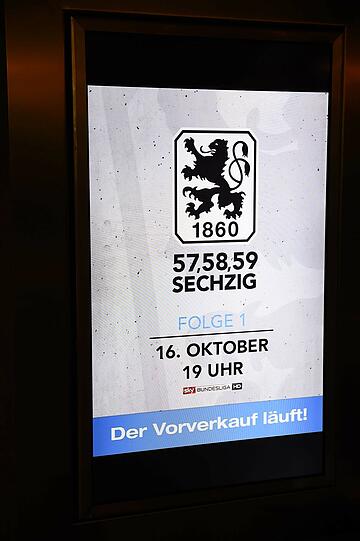 1860
57,58,59
SECHZIG
FOLGE 1
16. OKTOBER
19 UHR
sky BUNDESLIGA HD
Der Vorverkauf läuft!